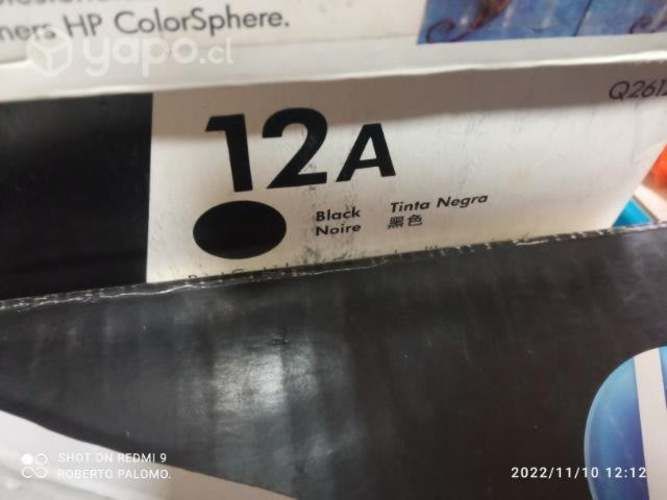 ners HP ColorSphere.
yapo.cl
12A
Q2612
Black Tinta Negra
Noire 黑色
SHOT ON REDMI 9
ROBERTO PALOMO.
2022/11/10 12:12